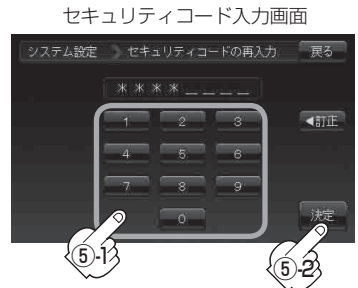 セキュリティコード入力画面
システム設定 セキュリティコードの再入力 戻る
＊＊＊＊＿＿＿＿
1 2 3 ◀訂正
4 5 6
7 8 9
0 決定
⑤-1 ⑤-2